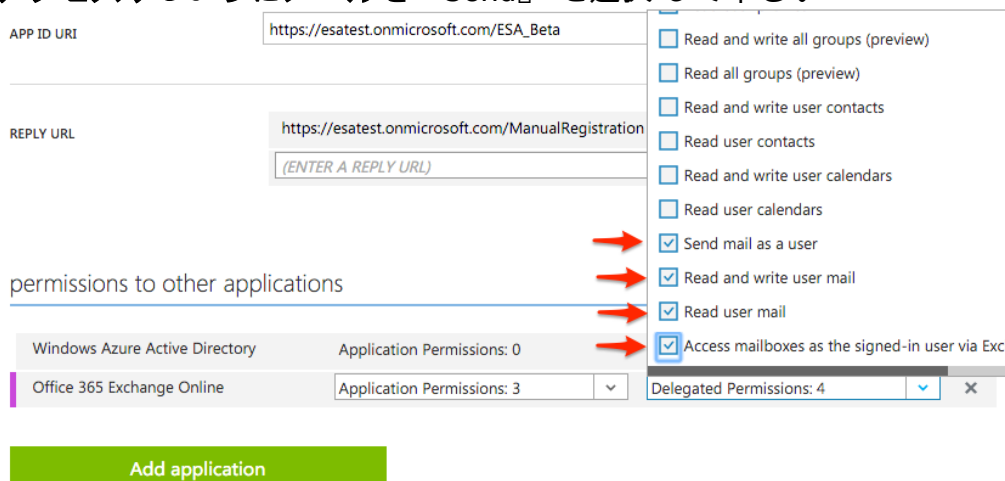 APP ID URI
https://esatest.onmicrosoft.com/ESA_Beta
REPLY URL
https://esatest.onmicrosoft.com/ManualRegistration
(ENTER A REPLY URL)
Read and write all groups (preview)
Read all groups (preview)
Read and write user contacts
Read user contacts
Read and write user calendars
Read user calendars
Send mail as a user
Read and write user mail
Read user mail
Access mailboxes as the signed-in user via Exc
permissions to other applications
Windows Azure Active Directory
Application Permissions: 0
Office 365 Exchange Online
Application Permissions: 3
Delegated Permissions: 4
Add application